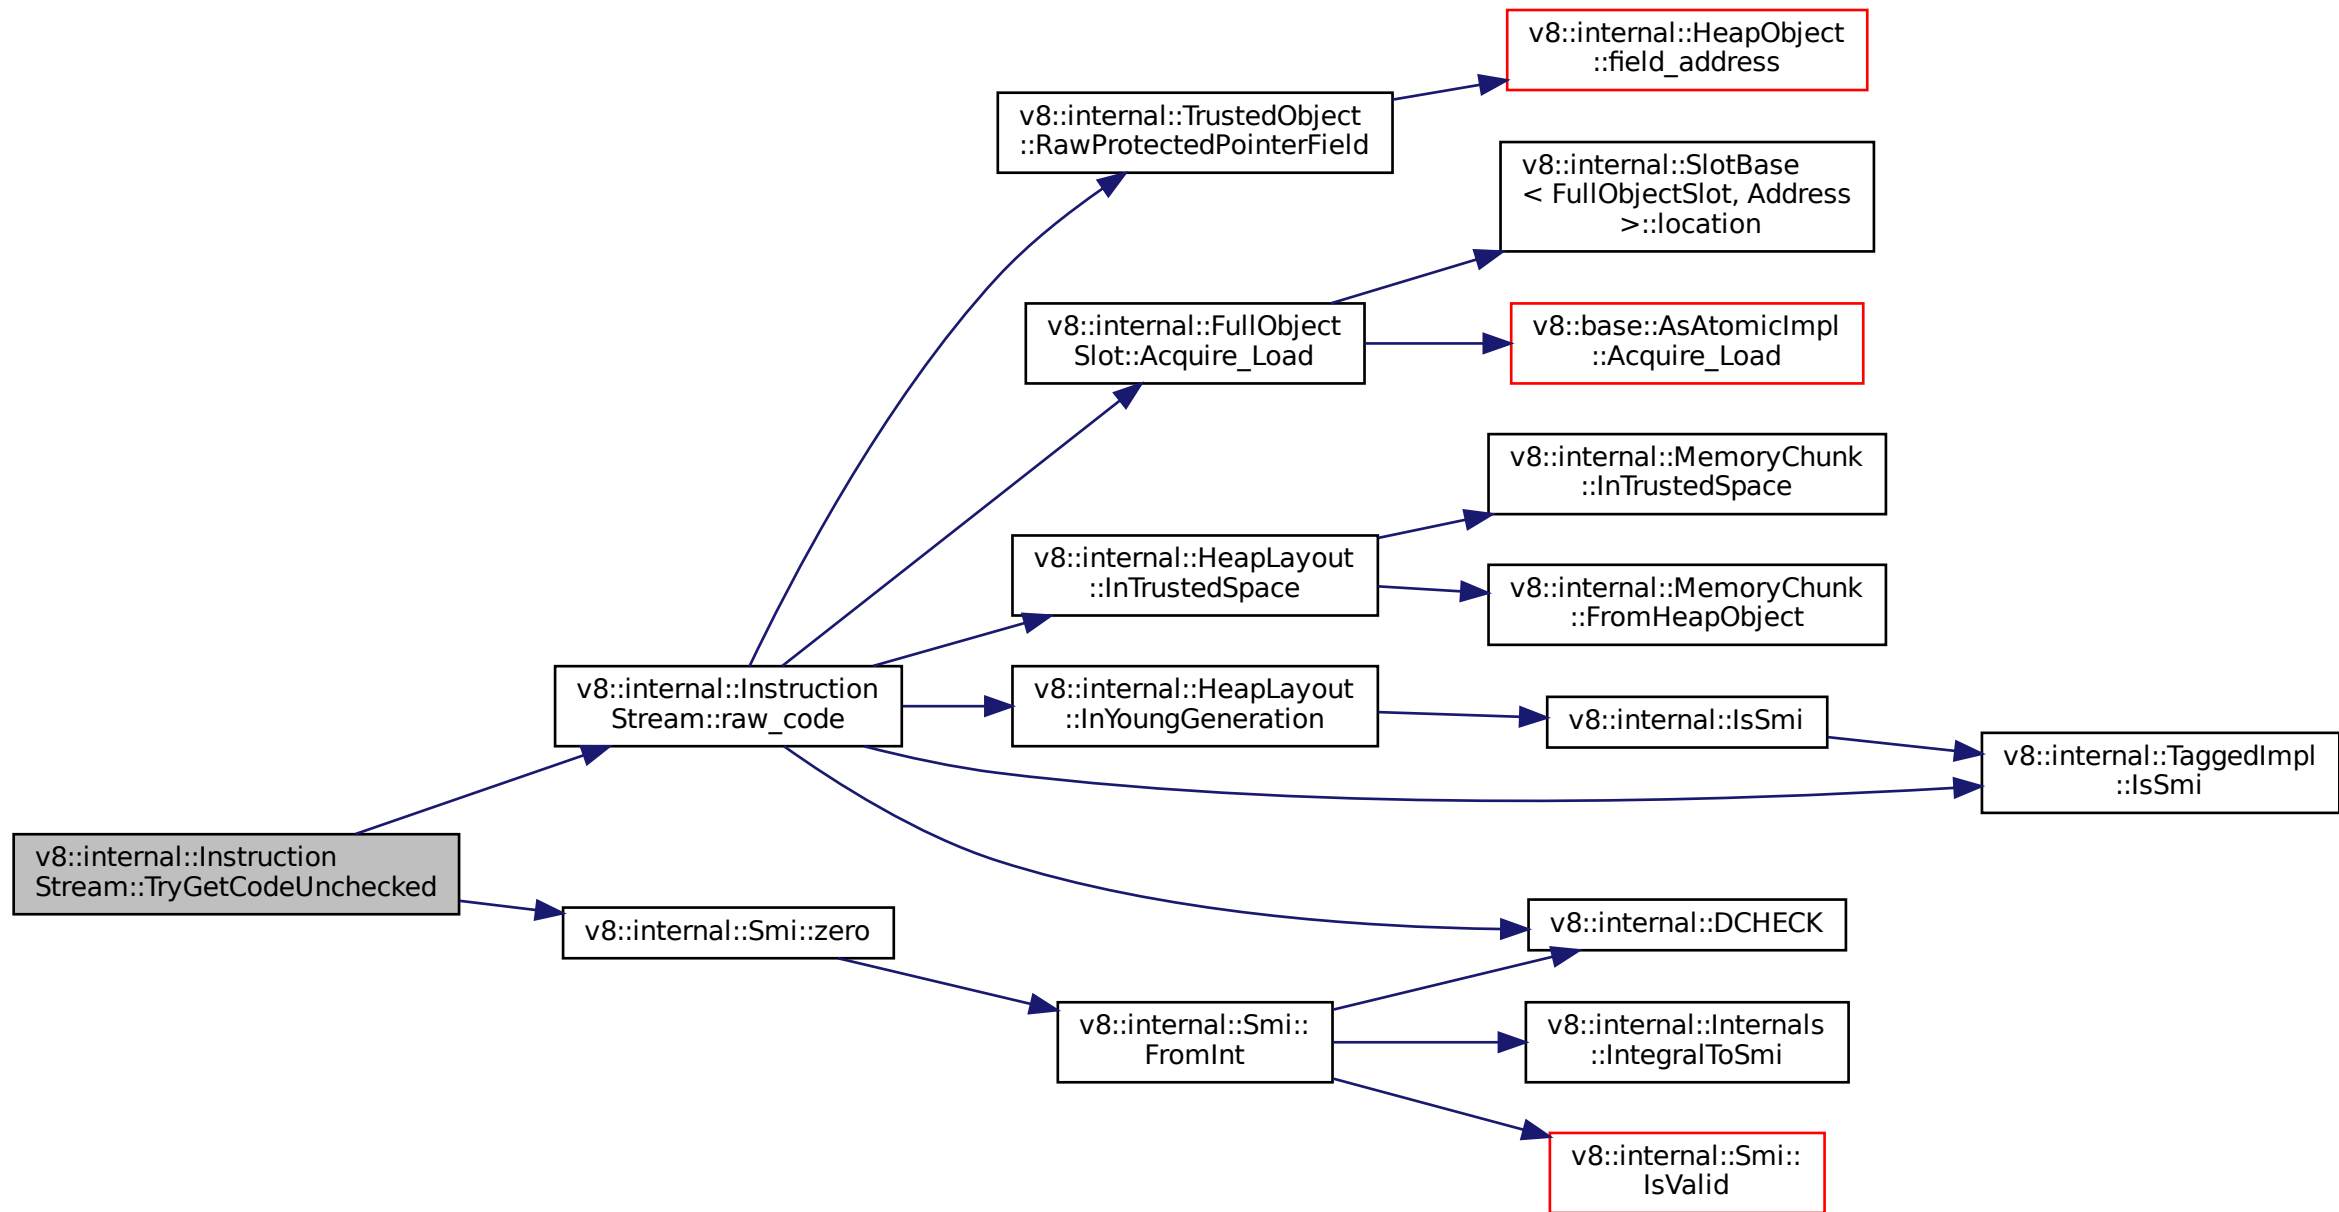 v8::internal::HeapObject
::field_address
v8::internal::TrustedObject
::RawProtectedPointerField
v8::internal::SlotBase
< FullObjectSlot, Address
>::location
v8::internal::FullObject
Slot::Acquire_Load
v8::base::AsAtomicImpl
::Acquire_Load
v8::internal::MemoryChunk
::InTrustedSpace
v8::internal::HeapLayout
::InTrustedSpace
v8::internal::MemoryChunk
::FromHeapObject
v8::internal::Instruction
Stream::raw_code
v8::internal::HeapLayout
::InYoungGeneration
v8::internal::IsSmi
v8::internal::TaggedImpl
::IsSmi
v8::internal::Instruction
Stream::TryGetCodeUnchecked
v8::internal::Smi::zero
v8::internal::DCHECK
v8::internal::Smi::
FromInt
v8::internal::Internals
::IntegralToSmi
v8::internal::Smi::
IsValid